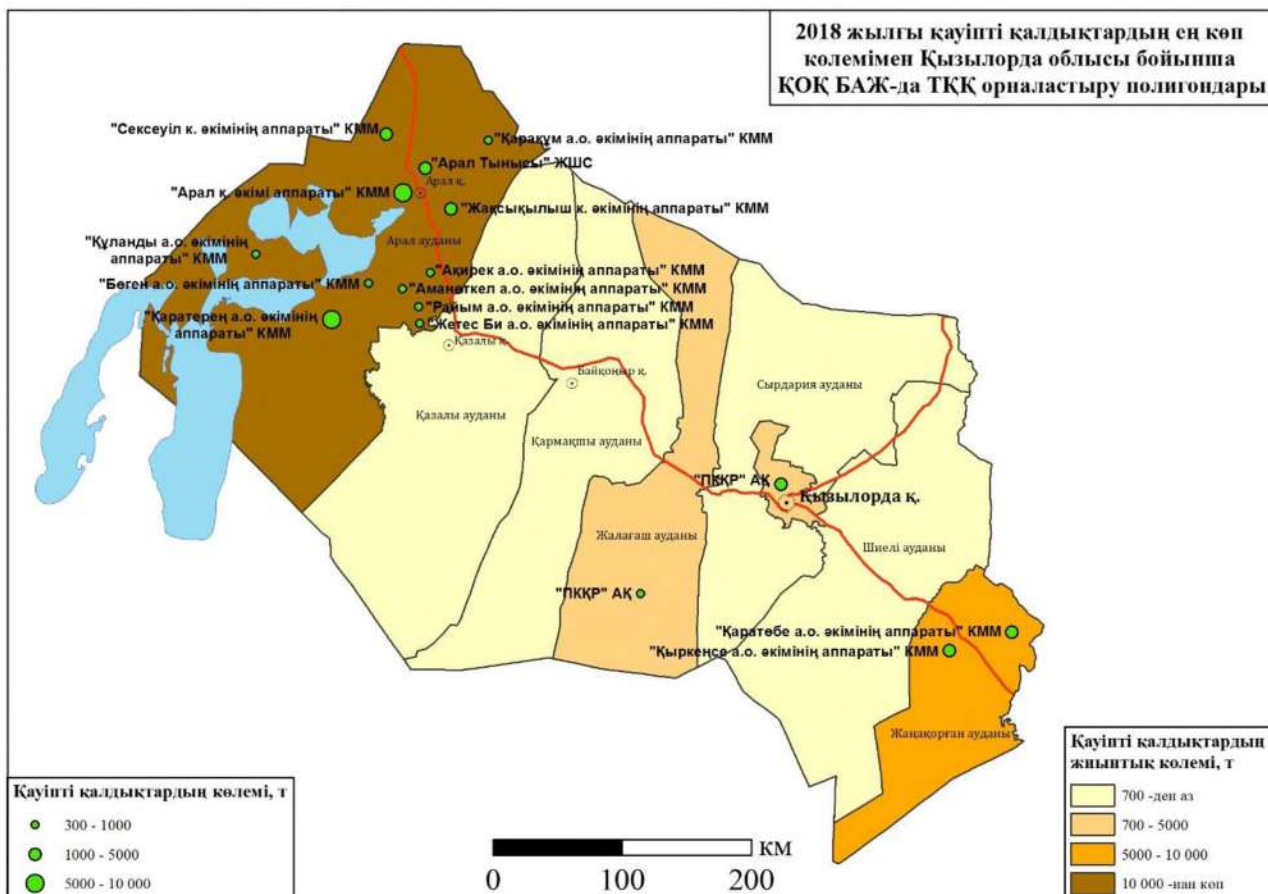 2018 жылғы қауіпті қалдықтардың ең көп
көлемімен Қызылорда облысы бойынша
ҚОҚ БАЖ-да ТҚҚ орналастыру полигондары
"Сексеуіл к. әкімінің аппараты" КММ
"Қарақұм а.о. әкімінің аппараты" КММ
"Арал Тынысы" ЖШС
Арал қ.
"Арал қ. әкімі аппараты" КММ
"Жақсықылыш к. әкімінің аппараты" КММ
Арал ауданы
"Құланды а.о. әкімінің
аппараты" КММ
"Ақирек а.о. әкімінің аппараты" КММ
"Бөген а.о. әкімінің аппараты" КММ
"Аманөткел а.о. әкімінің аппараты" КММ
"Райым а.о. әкімінің аппараты" КММ
"Қаратерең а.о. әкімінің
аппараты" КММ
"Жетес Би а.о. әкімінің аппараты" КММ
Қазалы қ.
Байқоңыр қ.
Сырдария ауданы
Қазалы ауданы
Қармақшы ауданы
"ПКҚР" АҚ
Қызылорда қ.
Жалағаш ауданы
Шиелі ауданы
"ПКҚР" АҚ
"Қаратөбе а.о. әкімінің аппараты" КММ
"Қыркеңсе а.о. әкімінің аппараты" КММ
Жаңақорған ауданы
Қауіпті қалдықтардың көлемі, т
300 - 1000
1000 - 5000
5000 - 10 000
КМ
0 100 200
Қауіпті қалдықтардың
жиынтық көлемі, т
700 -ден аз
700 - 5000
5000 - 10 000
10 000 -нан көп